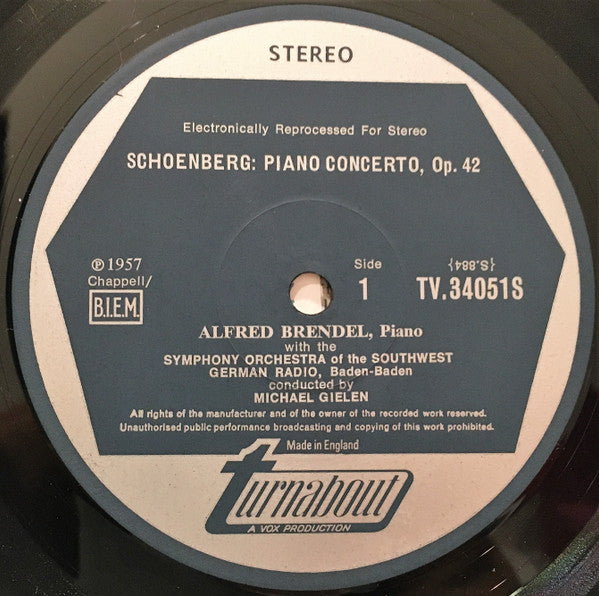 STEREO
Electronically Reprocessed For Stereo
SCHOENBERG: PIANO CONCERTO, Op. 42
℗ 1957
Chappell/
B.I.E.M.
Side
1
{S.884}
TV.34051S
ALFRED BRENDEL, Piano
with the
SYMPHONY ORCHESTRA of the SOUTHWEST
GERMAN RADIO, Baden-Baden
conducted by
MICHAEL GIELEN
All rights of the manufacturer and of the owner of the recorded work reserved.
Unauthorised public performance broadcasting and copying of this work prohibited.
Made in England
turnabout
A VOX PRODUCTION